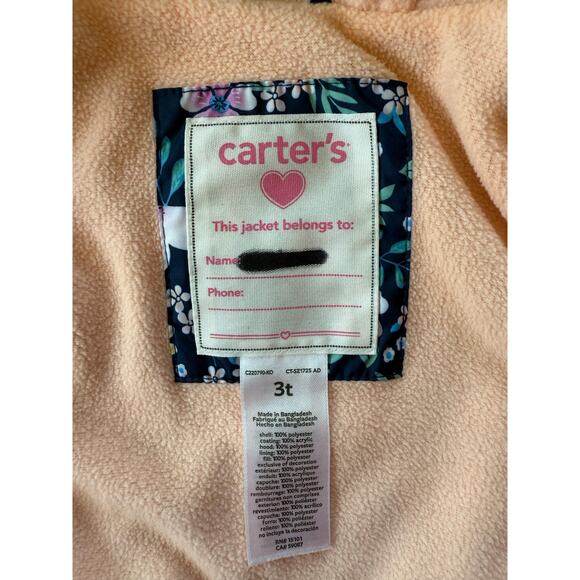 carter's
This jacket belongs to:
Name
Phone:
C220790-KD CT-SZ172S AD
3t
Made in Bangladesh
Fabriqué au Bangladesh
Hecho en Bangladesh
shell: 100% polyester
coating: 100% acrylic
hood: 100% polyester
lining: 100% polyester
fill: 100% polyester
exclusive of decoration
extérieur: 100% polyester
enduit: 100% acrylique
capuche: 100% polyester
doublure: 100% polyester
rembourrage: 100% polyester
garnitures non comprises
exterior: 100% poliéster
revestimiento: 100% acrílico
capucha: 100% poliéster
forro: 100% poliéster
relleno: 100% poliéster
no incluye la decoración
RN# 15101
CA# 59087